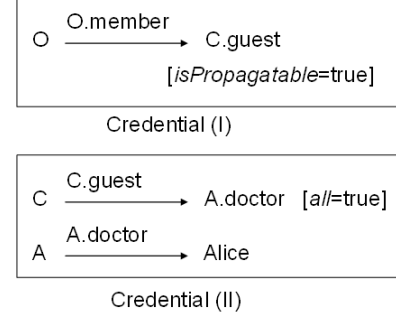 O.member
O C.guest
[isPropagatable=true]
Credential (I)
C.guest
C A.doctor [all=true]
A.doctor
A Alice
Credential (II)